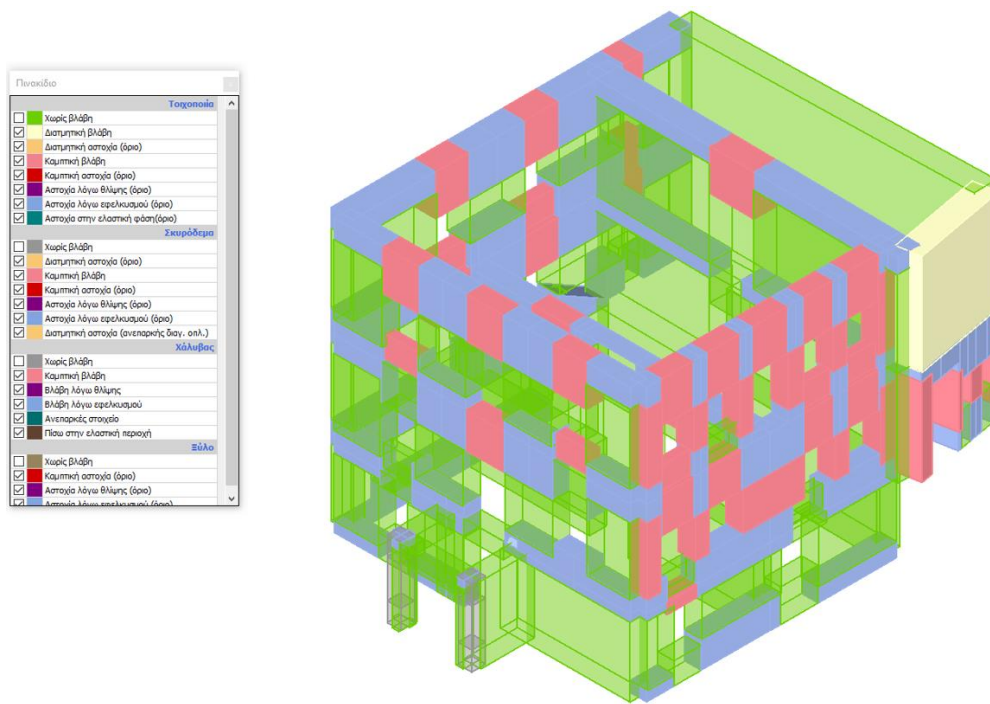 Πινακίδιο
Τοιχοποιία
Χωρίς βλάβη
Διατμητική βλάβη
Διατμητική αστοχία (όριο)
Καμπτική βλάβη
Καμπτική αστοχία (όριο)
Αστοχία λόγω θλίψης (όριο)
Αστοχία λόγω εφελκυσμού (όριο)
Αστοχία στην ελαστική φάση(όριο)
Σκυρόδεμα
Χωρίς βλάβη
Διατμητική αστοχία (όριο)
Καμπτική βλάβη
Καμπτική αστοχία (όριο)
Αστοχία λόγω θλίψης (όριο)
Αστοχία λόγω εφελκυσμού (όριο)
Διατμητική αστοχία (ανεπαρκής διαγ. οπλ.)
Χάλυβας
Χωρίς βλάβη
Καμπτική βλάβη
Βλάβη λόγω θλίψης
Βλάβη λόγω εφελκυσμού
Ανεπαρκές στοιχείο
Πίσω στην ελαστική περιοχή
Ξύλο
Χωρίς βλάβη
Καμπτική αστοχία (όριο)
Αστοχία λόγω θλίψης (όριο)
Αστοχία λόγω εφελκυσμού (όριο)